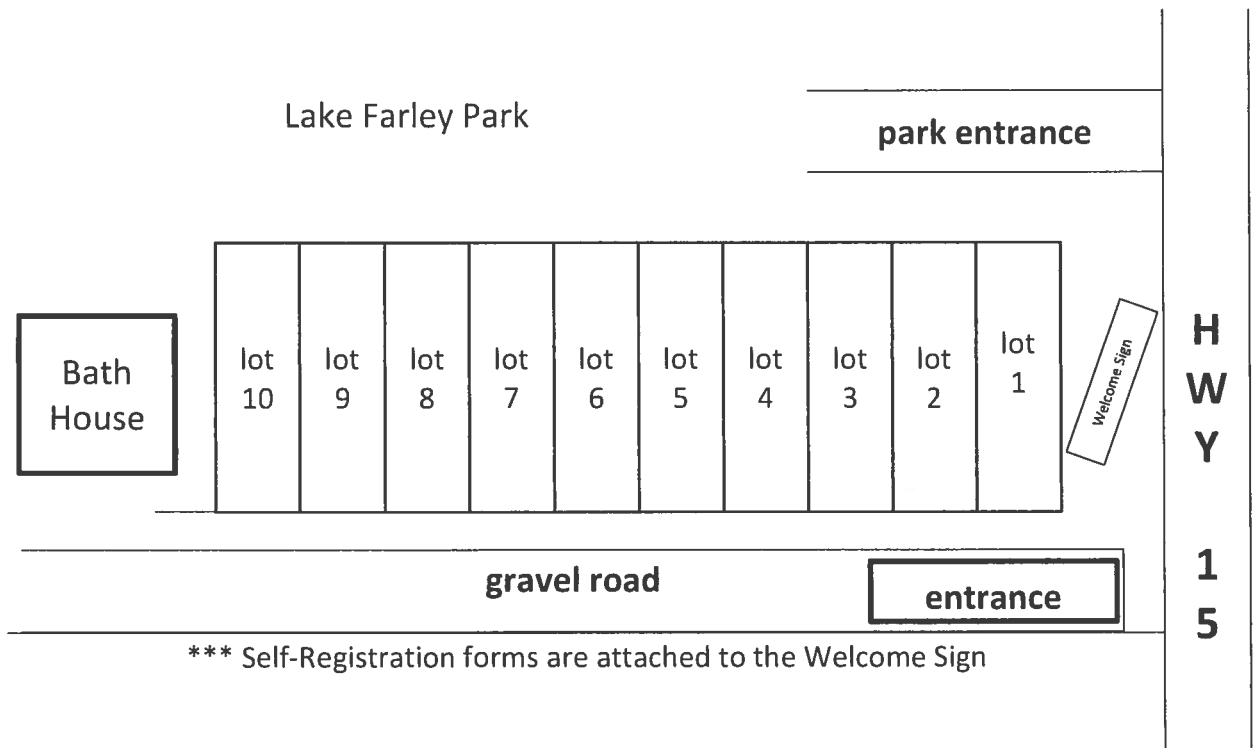 Lake Farley Park
park entrance
Bath
House
lot
10
lot
9
lot
8
lot
7
lot
6
lot
5
lot
4
lot
3
lot
2
lot
1
Welcome Sign
H
W
Y
1
5
gravel road
entrance
*** Self-Registration forms are attached to the Welcome Sign